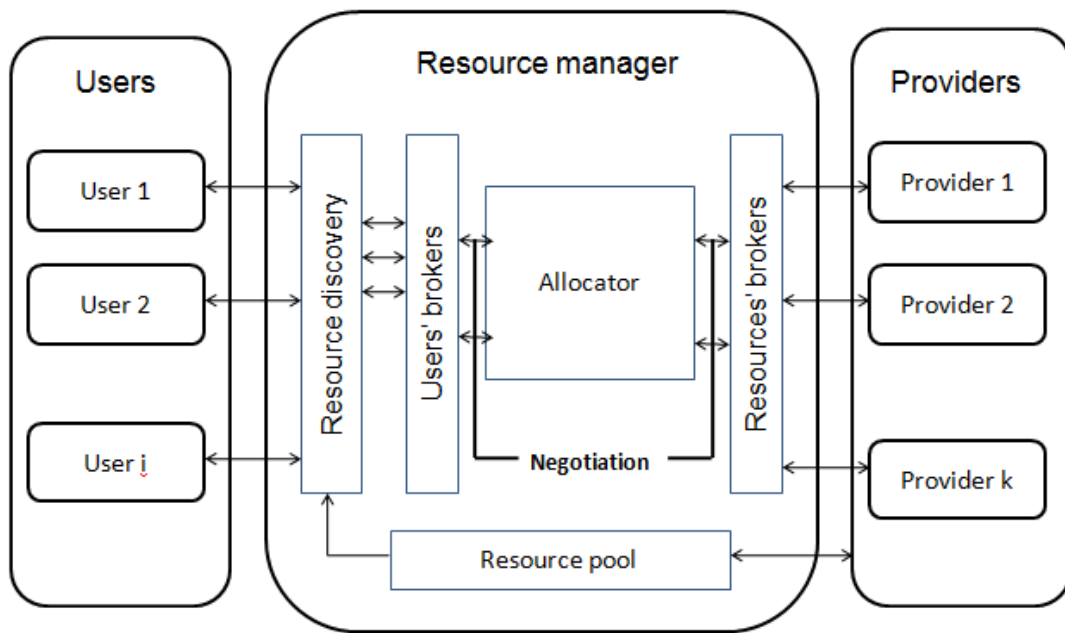 Users
Resource manager
Providers
User 1
User 2
User i
Resource discovery
Users' brokers
Allocator
Resources' brokers
Provider 1
Provider 2
Provider k
Negotiation
Resource pool